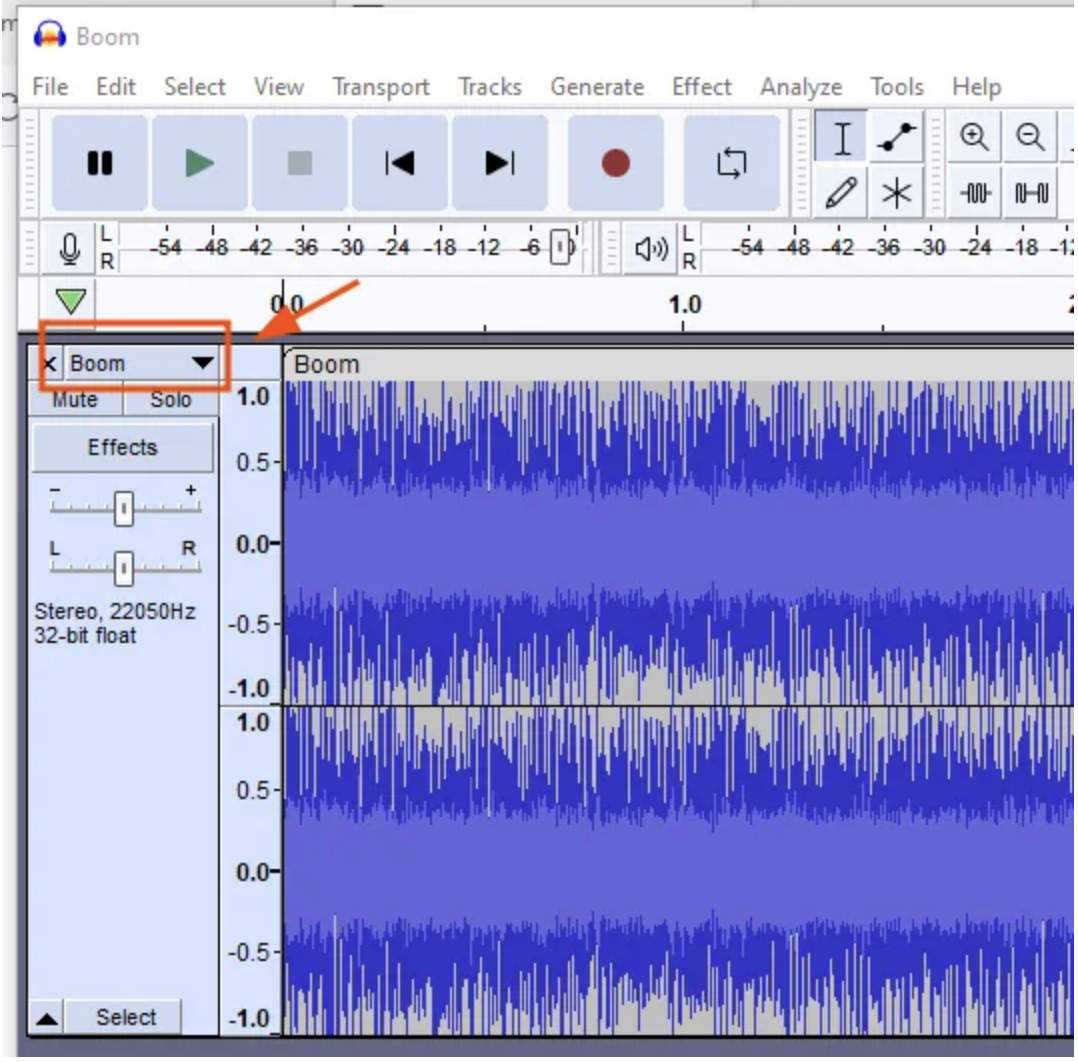 Boom
File Edit Select View Transport Tracks Generate Effect Analyze Tools Help
L
R
-54 -48 -42 -36 -30 -24 -18 -12 -6
L
R
-54 -48 -42 -36 -30 -24 -18
0.0 1.0
Boom
Boom
Mute Solo
Effects
- +
L R
Stereo, 22050Hz
32-bit float
Select
1.0
0.5
0.0
-0.5
-1.0
1.0
0.5
0.0
-0.5
-1.0